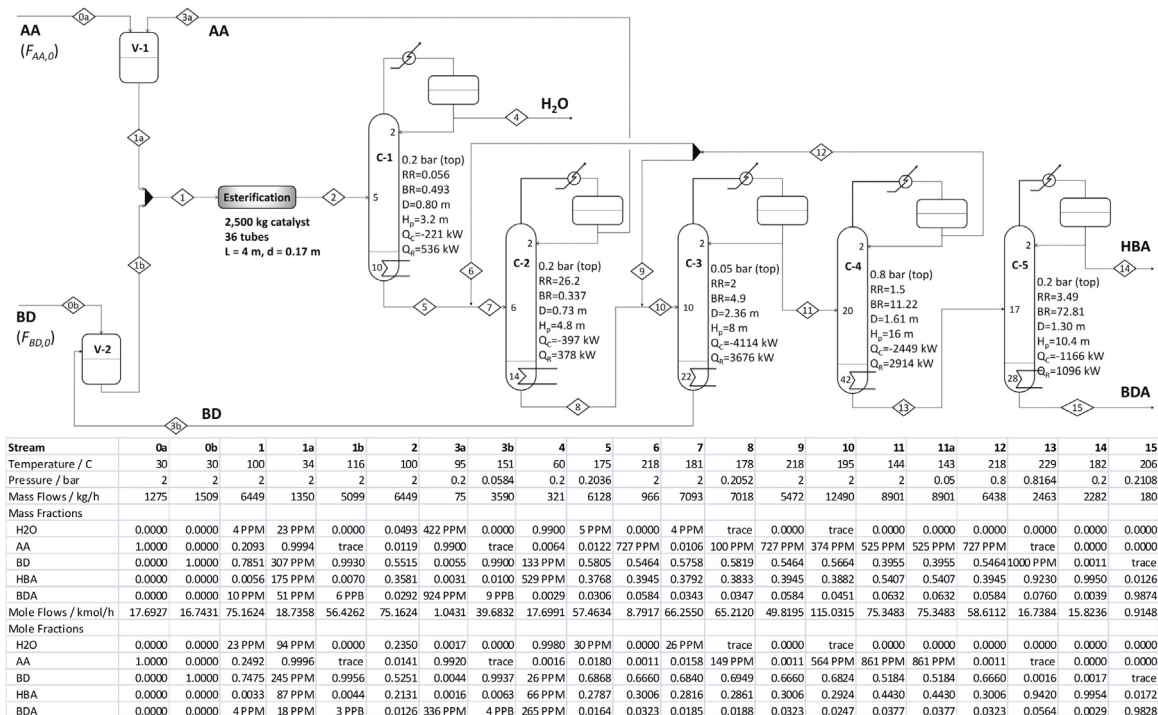 0a
3a
AA
AA
(F_AA,0)
V-1
1a
H2O
4
2
C-1
0.2 bar (top)
RR=0.056
BR=0.493
D=0.80 m
Hp=3.2 m
QC=-221 kW
QR=536 kW
5
10
1
Esterification
2
2,500 kg catalyst
36 tubes
L = 4 m, d = 0.17 m
1b
0b
BD
(F_BD,0)
V-2
3b
BD
5
6
7
2
C-2
0.2 bar (top)
RR=26.2
BR=0.337
D=0.73 m
Hp=4.8 m
QC=-397 kW
QR=378 kW
6
14
8
9
10
2
C-3
0.05 bar (top)
RR=2
BR=4.9
D=2.36 m
Hp=8 m
QC=-4114 kW
QR=3676 kW
10
22
11
12
2
C-4
0.8 bar (top)
RR=1.5
BR=11.22
D=1.61 m
Hp=16 m
QC=-2449 kW
QR=2914 kW
20
42
13
2
C-5
0.2 bar (top)
RR=3.49
BR=72.81
D=1.30 m
Hp=10.4 m
QC=-1166 kW
QR=1096 kW
17
28
HBA
14
BDA
15
Stream 0a 0b 1 1a 1b 2 3a 3b 4 5 6 7 8 9 10 11 11a 12 13 14 15
Temperature / C 30 30 100 34 116 100 95 151 60 175 218 181 178 218 195 144 143 218 229 182 206
Pressure / bar 2 2 2 2 2 2 0.2 0.0584 0.2 0.2036 2 2 0.2052 2 2 2 0.05 0.8 0.8164 0.2 0.2108
Mass Flows / kg/h 1275 1509 6449 1350 5099 6449 75 3590 321 6128 966 7093 7018 5472 12490 8901 8901 6438 2463 2282 180
Mass Fractions
H2O 0.0000 0.0000 4 PPM 23 PPM 0.0000 0.0493 422 PPM 0.0000 0.9900 5 PPM 0.0000 4 PPM trace 0.0000 trace 0.0000 0.0000 0.0000 0.0000 0.0000 0.0000
AA 1.0000 0.0000 0.2093 0.9994 trace 0.0119 0.9900 trace 0.0064 0.0122 727 PPM 0.0106 100 PPM 727 PPM 374 PPM 525 PPM 525 PPM 727 PPM trace 0.0000 0.0000
BD 0.0000 1.0000 0.7851 307 PPM 0.9930 0.5515 0.0055 0.9900 133 PPM 0.5805 0.5464 0.5758 0.5819 0.5464 0.5664 0.3955 0.3955 0.5464 1000 PPM 0.0011 trace
HBA 0.0000 0.0000 0.0056 175 PPM 0.0070 0.3581 0.0031 0.0100 529 PPM 0.3768 0.3945 0.3792 0.3833 0.3945 0.3882 0.5407 0.5407 0.3945 0.9230 0.9950 0.0126
BDA 0.0000 0.0000 10 PPM 51 PPM 6 PPB 0.0292 924 PPM 9 PPB 0.0029 0.0306 0.0584 0.0343 0.0347 0.0584 0.0451 0.0632 0.0632 0.0584 0.0760 0.0039 0.9874
Mole Flows / kmol/h 17.6927 16.7431 75.1624 18.7358 56.4262 75.1624 1.0431 39.6832 17.6991 57.4634 8.7917 66.2550 65.2120 49.8195 115.0315 75.3483 75.3483 58.6112 16.7384 15.8236 0.9148
Mole Fractions
H2O 0.0000 0.0000 23 PPM 94 PPM 0.0000 0.2350 0.0017 0.0000 0.9980 30 PPM 0.0000 26 PPM trace 0.0000 trace 0.0000 0.0000 0.0000 0.0000 0.0000 0.0000
AA 1.0000 0.0000 0.2492 0.9996 trace 0.0141 0.9920 trace 0.0016 0.0180 0.0011 0.0158 149 PPM 0.0011 564 PPM 861 PPM 861 PPM 0.0011 trace 0.0000 0.0000
BD 0.0000 1.0000 0.7475 245 PPM 0.9956 0.5251 0.0044 0.9937 26 PPM 0.6868 0.6660 0.6840 0.6949 0.6660 0.6824 0.5184 0.5184 0.6660 0.0016 0.0017 trace
HBA 0.0000 0.0000 0.0033 87 PPM 0.0044 0.2131 0.0016 0.0063 66 PPM 0.2787 0.3006 0.2816 0.2861 0.3006 0.2924 0.4430 0.4430 0.3006 0.9420 0.9954 0.0172
BDA 0.0000 0.0000 4 PPM 18 PPM 3 PPB 0.0126 336 PPM 4 PPB 265 PPM 0.0164 0.0323 0.0185 0.0188 0.0323 0.0247 0.0377 0.0377 0.0323 0.0564 0.0029 0.9828